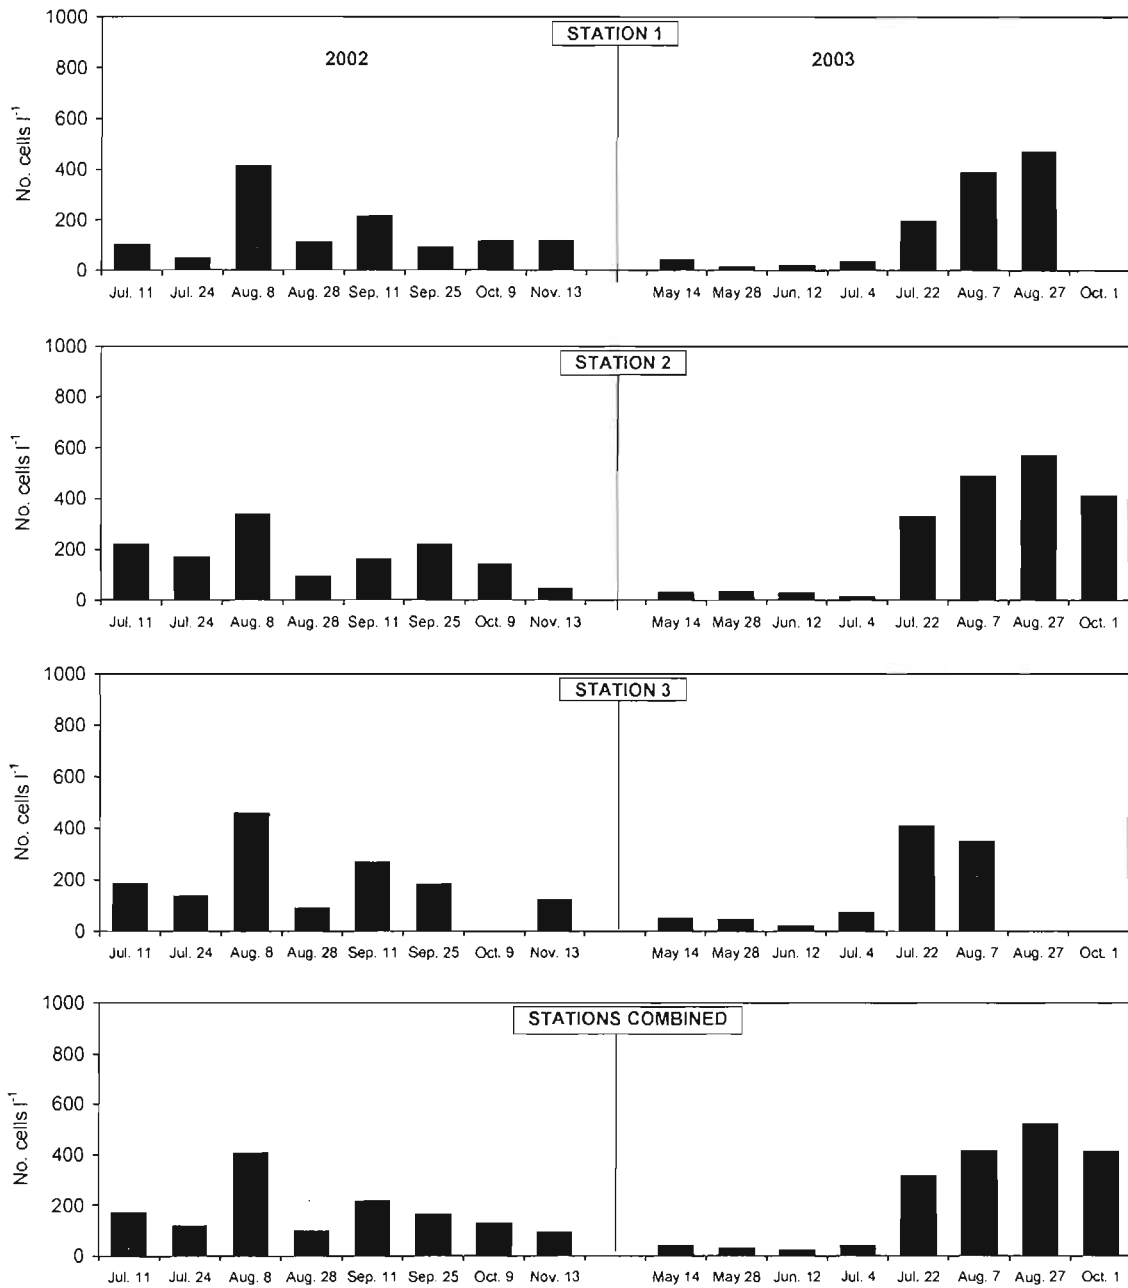 STATION 1
2002 2003
1000
800
600
400
200
0
No. cells l⁻¹
Jul. 11 Jul. 24 Aug. 8 Aug. 28 Sep. 11 Sep. 25 Oct. 9 Nov. 13 May 14 May 28 Jun. 12 Jul. 4 Jul. 22 Aug. 7 Aug. 27 Oct. 1
STATION 2
1000
800
600
400
200
0
No. cells l⁻¹
Jul. 11 Jul. 24 Aug. 8 Aug. 28 Sep. 11 Sep. 25 Oct. 9 Nov. 13 May 14 May 28 Jun. 12 Jul. 4 Jul. 22 Aug. 7 Aug. 27 Oct. 1
STATION 3
1000
800
600
400
200
0
No. cells l⁻¹
Jul. 11 Jul. 24 Aug. 8 Aug. 28 Sep. 11 Sep. 25 Oct. 9 Nov. 13 May 14 May 28 Jun. 12 Jul. 4 Jul. 22 Aug. 7 Aug. 27 Oct. 1
STATIONS COMBINED
1000
800
600
400
200
0
No. cells l⁻¹
Jul. 11 Jul. 24 Aug. 8 Aug. 28 Sep. 11 Sep. 25 Oct. 9 Nov. 13 May 14 May 28 Jun. 12 Jul. 4 Jul. 22 Aug. 7 Aug. 27 Oct. 1